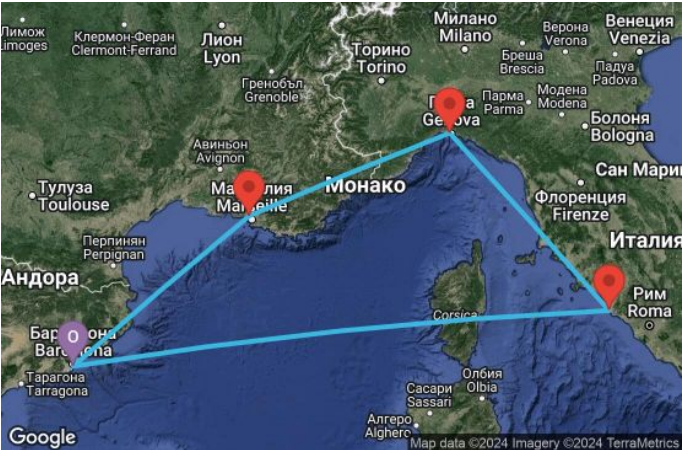 Лимож
Limoges
Клермон-Феран
Clermont-Ferrand
Лион
Lyon
Милано
Milano
Верона
Verona
Венеция
Venezia
Торино
Torino
Бреша
Brescia
Падуа
Padova
Гренобъл
Grenoble
Парма
Parma
Модена
Modena
Genova
Болоня
Bologna
Авиньон
Avignon
Тулуза
Toulouse
Монако
Сан Мари
Флоренция
Firenze
Перпинян
Perpignan
Италия
Андора
Рим
Roma
Corsica
O
Тарагона
Tarragona
Олбия
Olbia
Сасари
Sassari
Алгеро
Alghero
Google
Map data ©2024 Imagery ©2024 TerraMetrics